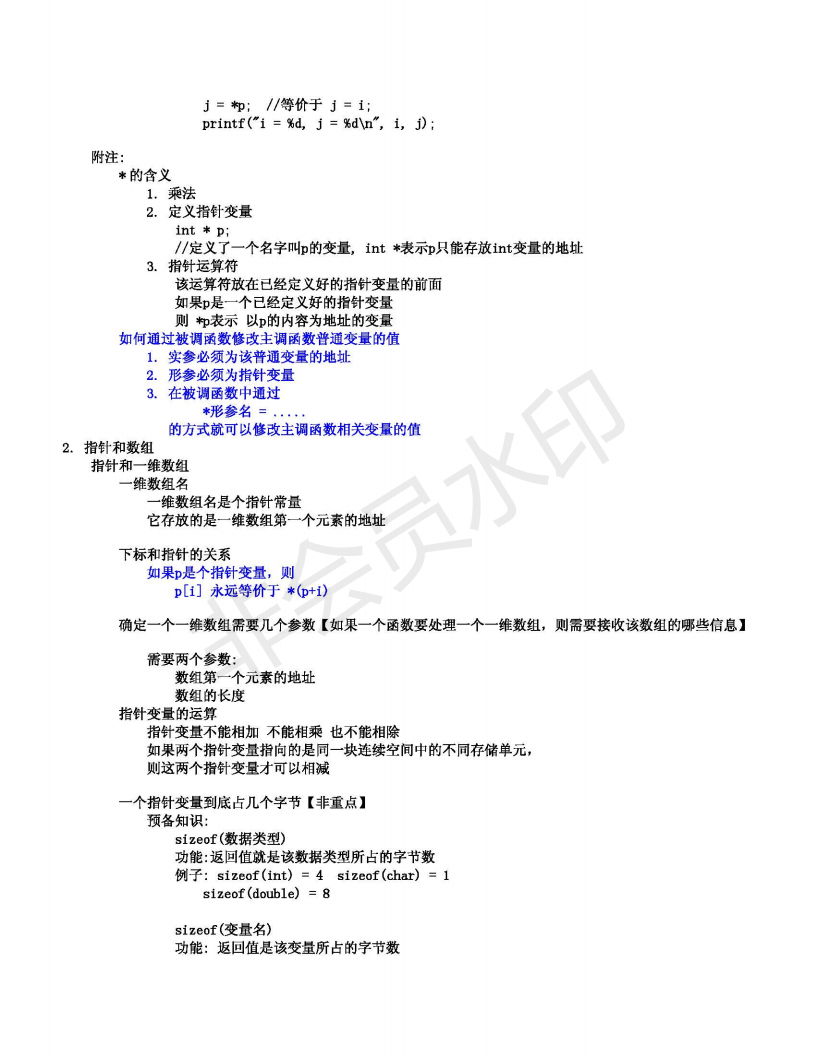 j = *p;  //等价于 j = i;
printf("i = %d, j = %d\n", i, j);
附注:
*的含义
1. 乘法
2. 定义指针变量
int * p;
//定义了一个名字叫p的变量, int *表示p只能存放int变量的地址
3. 指针运算符
该运算符放在已经定义好的指针变量的前面
如果p是一个已经定义好的指针变量
则 *p表示 以p的内容为地址的变量
如何通过被调函数修改主调函数普通变量的值
1. 实参必须为该普通变量的地址
2. 形参必须为指针变量
3. 在被调函数中通过
*形参名 = .....
的方式就可以修改主调函数相关变量的值
2. 指针和数组
指针和一维数组
一维数组名
一维数组名是个指针常量
它存放的是一维数组第一个元素的地址
下标和指针的关系
如果p是个指针变量，则
p[i] 永远等价于 *(p+i)
确定一个一维数组需要几个参数【如果一个函数要处理一个一维数组，则需要接收该数组的哪些信息】
需要两个参数:
数组第一个元素的地址
数组的长度
指针变量的运算
指针变量不能相加 不能相乘 也不能相除
如果两个指针变量指向的是同一块连续空间中的不同存储单元，
则这两个指针变量才可以相减
一个指针变量到底占几个字节【非重点】
预备知识:
sizeof(数据类型)
功能:返回值就是该数据类型所占的字节数
例子: sizeof(int) = 4  sizeof(char) = 1
sizeof(double) = 8
sizeof(变量名)
功能: 返回值是该变量所占的字节数
非会员水印